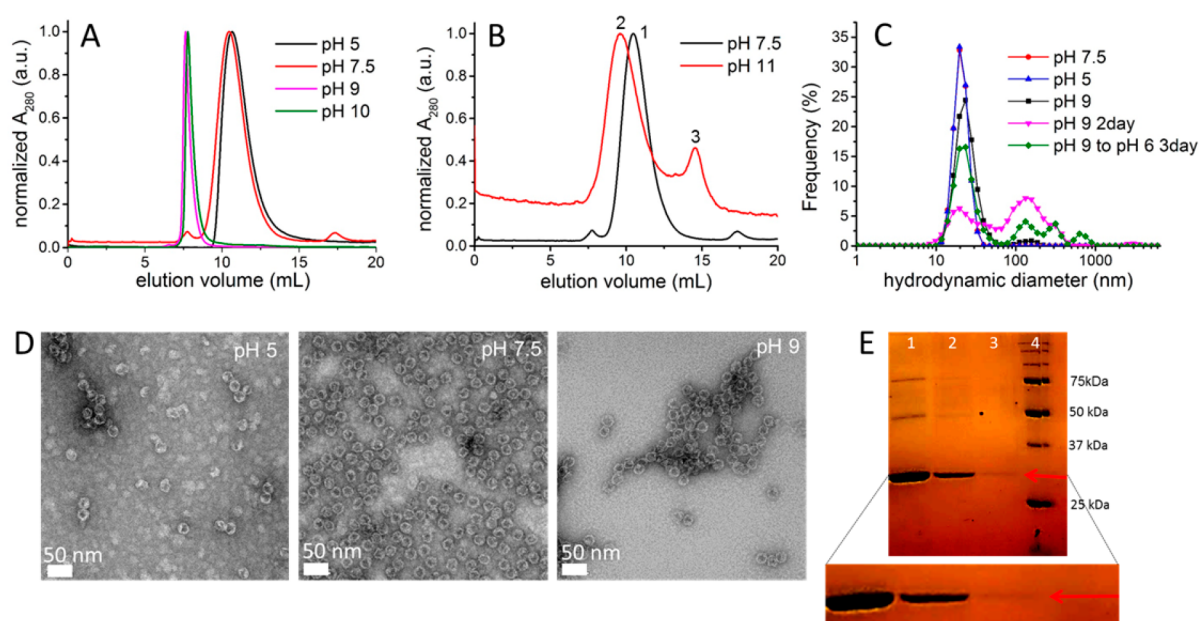 A
pH 5
pH 7.5
pH 9
pH 10
normalized A280 (a.u.)
1.0
0.8
0.6
0.4
0.2
0.0
0 5 10 15 20
elution volume (mL)
B
2
1
3
pH 7.5
pH 11
normalized A280 (a.u.)
1.0
0.8
0.6
0.4
0.2
0.0
0 5 10 15 20
elution volume (mL)
C
pH 7.5
pH 5
pH 9
pH 9 2day
pH 9 to pH 6 3day
Frequency (%)
35
30
25
20
15
10
5
0
1 10 100 1000
hydrodynamic diameter (nm)
D
pH 5
50 nm
pH 7.5
50 nm
pH 9
50 nm
E
1 2 3 4
75kDa
50 kDa
37 kDa
25 kDa